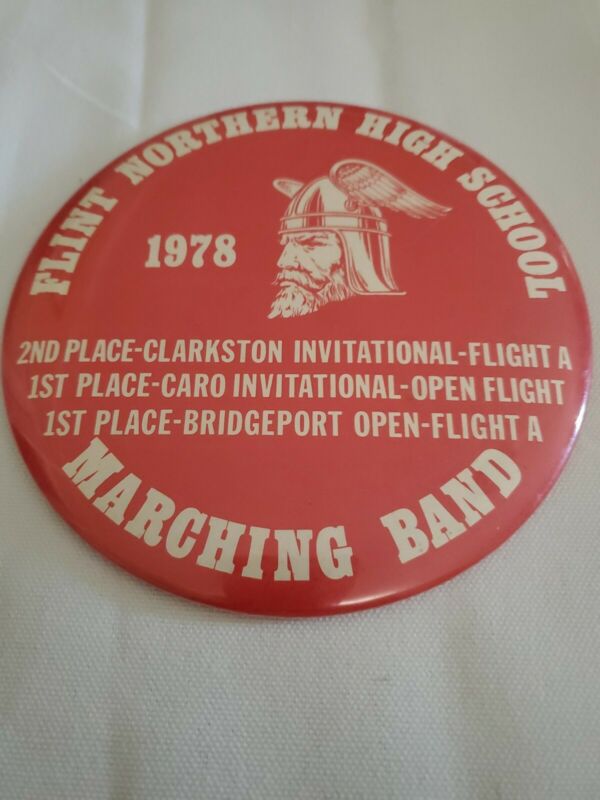 FLINT NORTHERN HIGH SCHOOL
1978
2ND PLACE-CLARKSTON INVITATIONAL-FLIGHT A
1ST PLACE-CARO INVITATIONAL-OPEN FLIGHT
1ST PLACE-BRIDGEPORT OPEN-FLIGHT A
MARCHING BAND